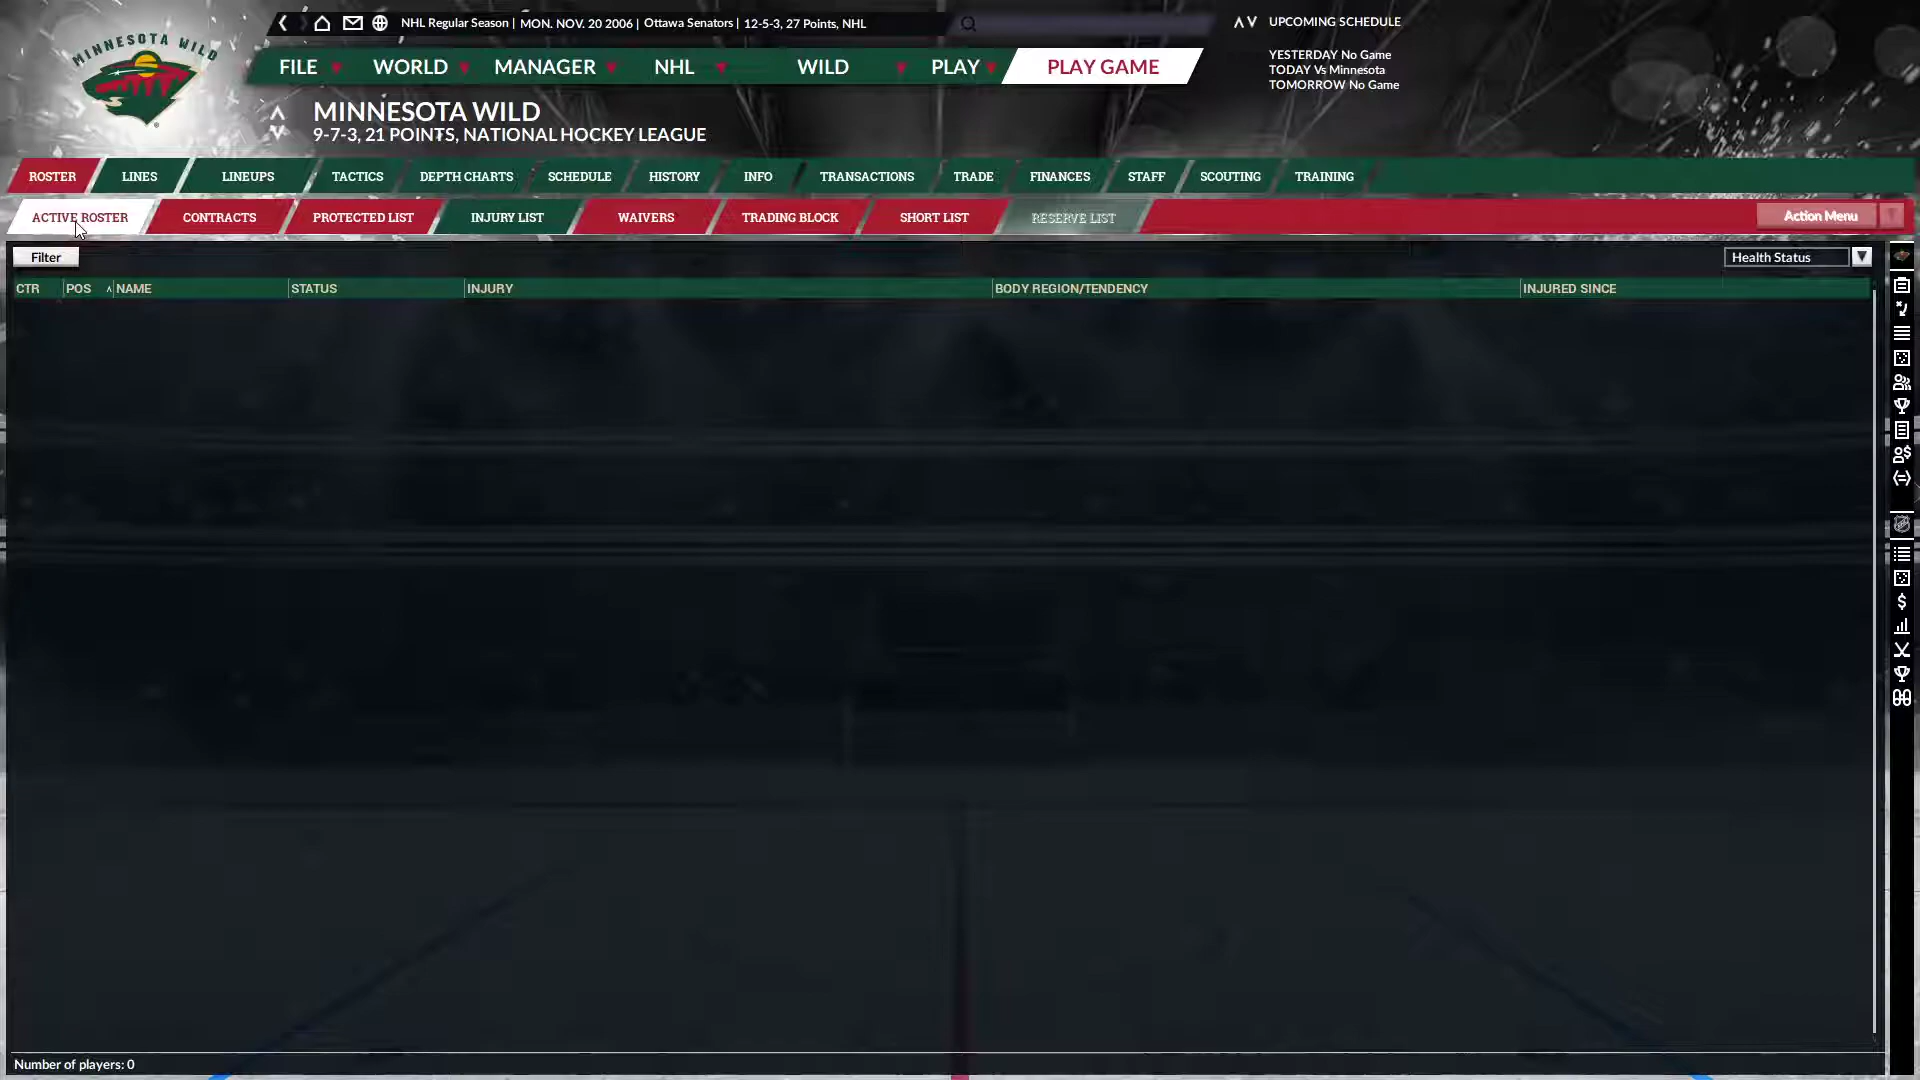 MINNESOTA WILD
NHL Regular Season | MON. NOV. 20 2006 | Ottawa Senators | 12-5-3, 27 Points, NHL
UPCOMING SCHEDULE
YESTERDAY No Game
TODAY Vs Minnesota
TOMORROW No Game
FILE WORLD MANAGER NHL WILD PLAY PLAY GAME
MINNESOTA WILD
9-7-3, 21 POINTS, NATIONAL HOCKEY LEAGUE
ROSTER LINES LINEUPS TACTICS DEPTH CHARTS SCHEDULE HISTORY INFO TRANSACTIONS TRADE FINANCES STAFF SCOUTING TRAINING
ACTIVE ROSTER CONTRACTS PROTECTED LIST INJURY LIST WAIVERS TRADING BLOCK SHORT LIST RESERVE LIST Action Menu
Filter Health Status
CTR POS NAME STATUS INJURY BODY REGION/TENDENCY INJURED SINCE
Number of players: 0